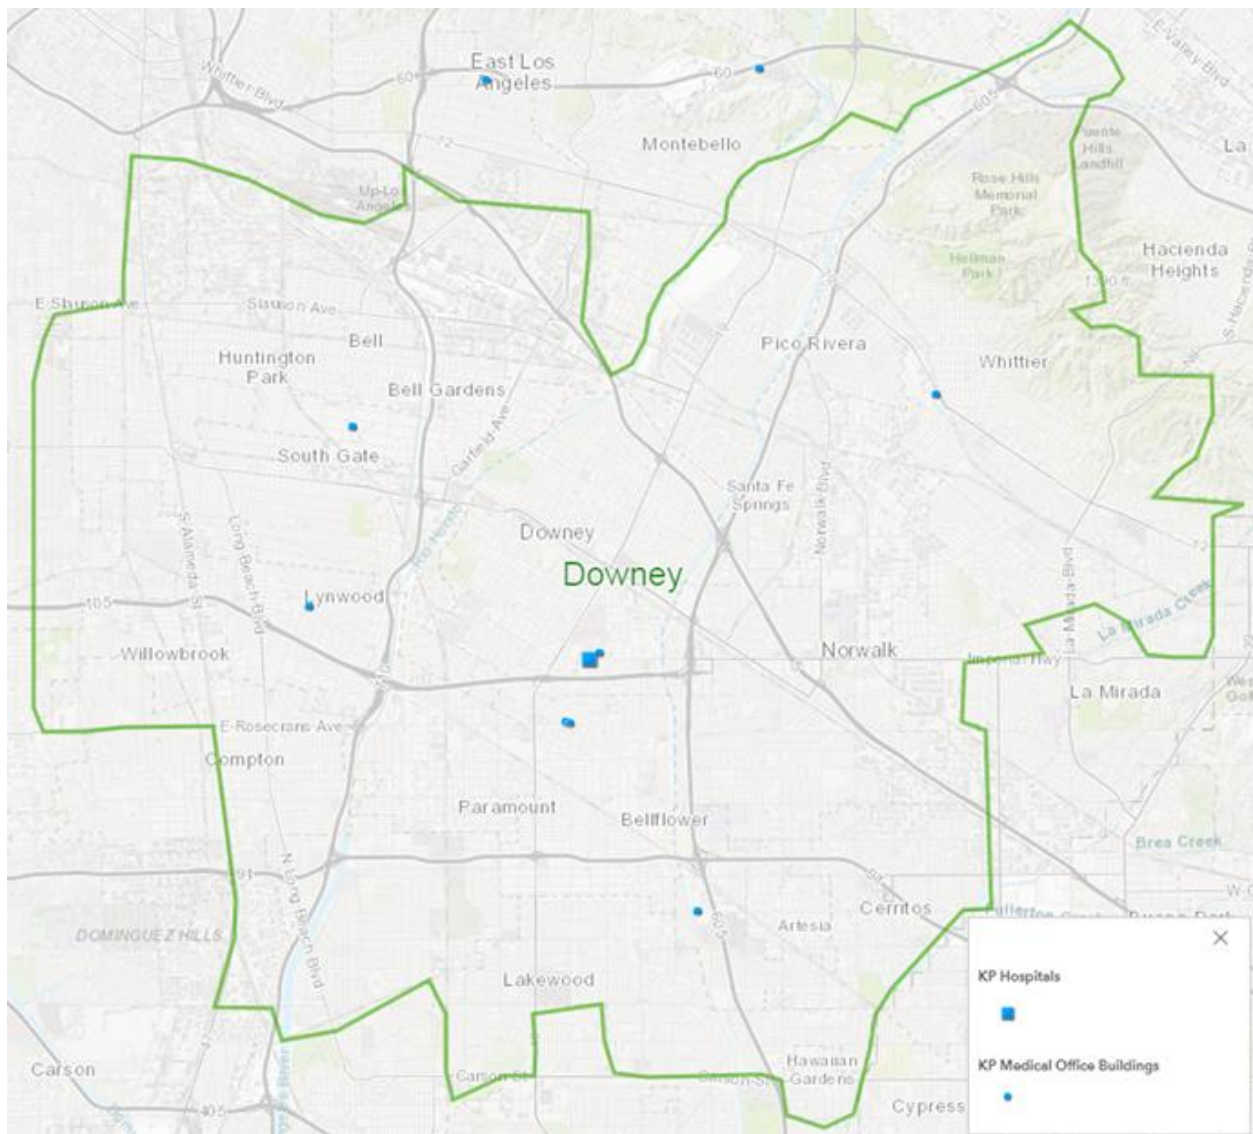 E Valley Blvd
East Los
Angeles
Whittier Blvd
60
60
605
Montebello
72
Puente
Hills
Landfill
La
Rose Hills
Memorial
Park
Hacienda
Heights
Hellman
Park
E Slauson Ave
Slauson Ave
Bell
Huntington
Park
Bell Gardens
Pico Rivera
Whittier
Garfield Ave
South Gate
Santa Fe
Springs
Norwalk Blvd
S Alameda St
Long Beach Blvd
Rio Hondo
Downey
Downey
72
105
Lynwood
La Mirada Blvd
La Mirada Creek
Willowbrook
5
Norwalk
Imperial Hwy
La Mirada
E Rosecrans Ave
Compton
Paramount
Bellflower
Brea Creek
91
91
N Long Beach Blvd
Cerritos
Artesia
605
DOMINGUEZ HILLS
Lakewood
Carson
Carson St
Carson St
Hawaiian
Gardens
Cypress
405
KP Hospitals
KP Medical Office Buildings